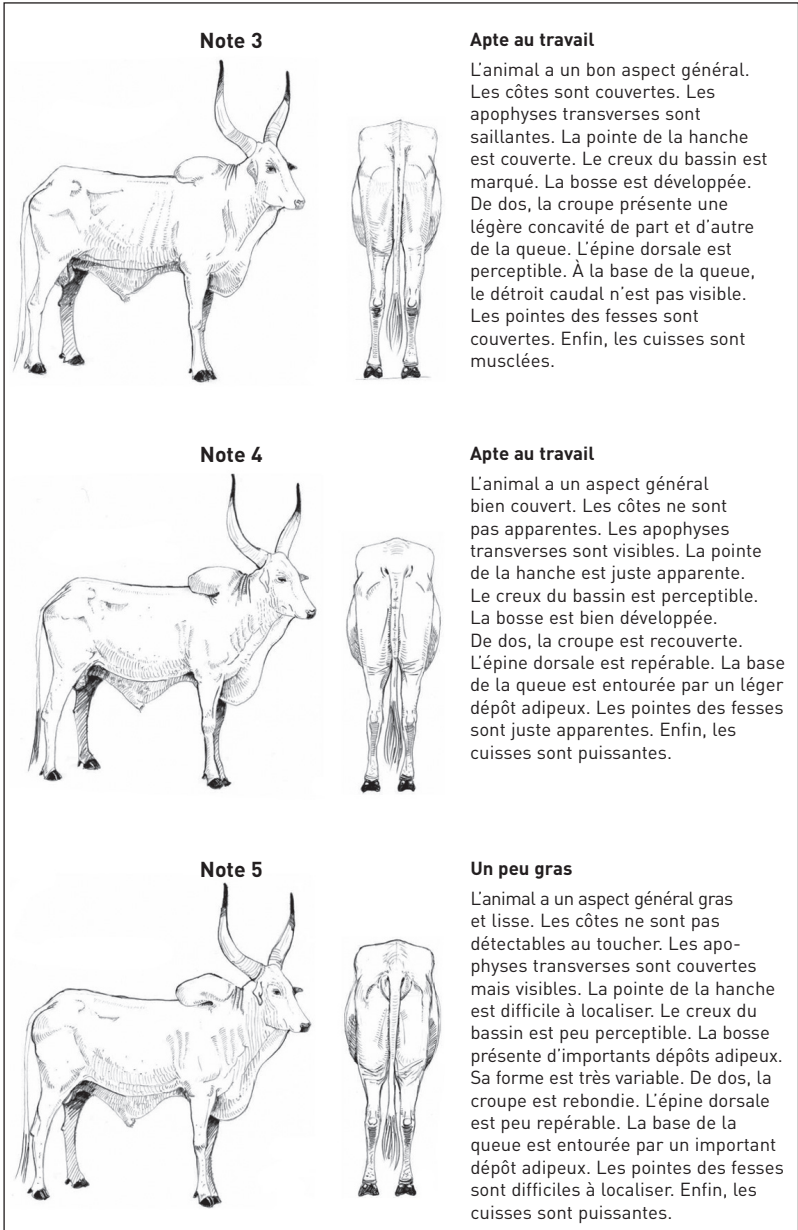 Note 3
Apte au travail
L'animal a un bon aspect général.
Les côtes sont couvertes. Les
apophyses transverses sont
saillantes. La pointe de la hanche
est couverte. Le creux du bassin est
marqué. La bosse est développée.
De dos, la croupe présente une
légère concavité de part et d'autre
de la queue. L'épine dorsale est
perceptible. À la base de la queue,
le détroit caudal n'est pas visible.
Les pointes des fesses sont
couvertes. Enfin, les cuisses sont
musclées.
Note 4
Apte au travail
L'animal a un aspect général
bien couvert. Les côtes ne sont
pas apparentes. Les apophyses
transverses sont visibles. La pointe
de la hanche est juste apparente.
Le creux du bassin est perceptible.
La bosse est bien développée.
De dos, la croupe est recouverte.
L'épine dorsale est repérable. La base
de la queue est entourée par un léger
dépôt adipeux. Les pointes des fesses
sont juste apparentes. Enfin, les
cuisses sont puissantes.
Note 5
Un peu gras
L'animal a un aspect général gras
et lisse. Les côtes ne sont pas
détectables au toucher. Les apo-
physes transverses sont couvertes
mais visibles. La pointe de la hanche
est difficile à localiser. Le creux du
bassin est peu perceptible. La bosse
présente d'importants dépôts adipeux.
Sa forme est très variable. De dos, la
croupe est rebondie. L'épine dorsale
est peu repérable. La base de la
queue est entourée par un important
dépôt adipeux. Les pointes des fesses
sont difficiles à localiser. Enfin, les
cuisses sont puissantes.